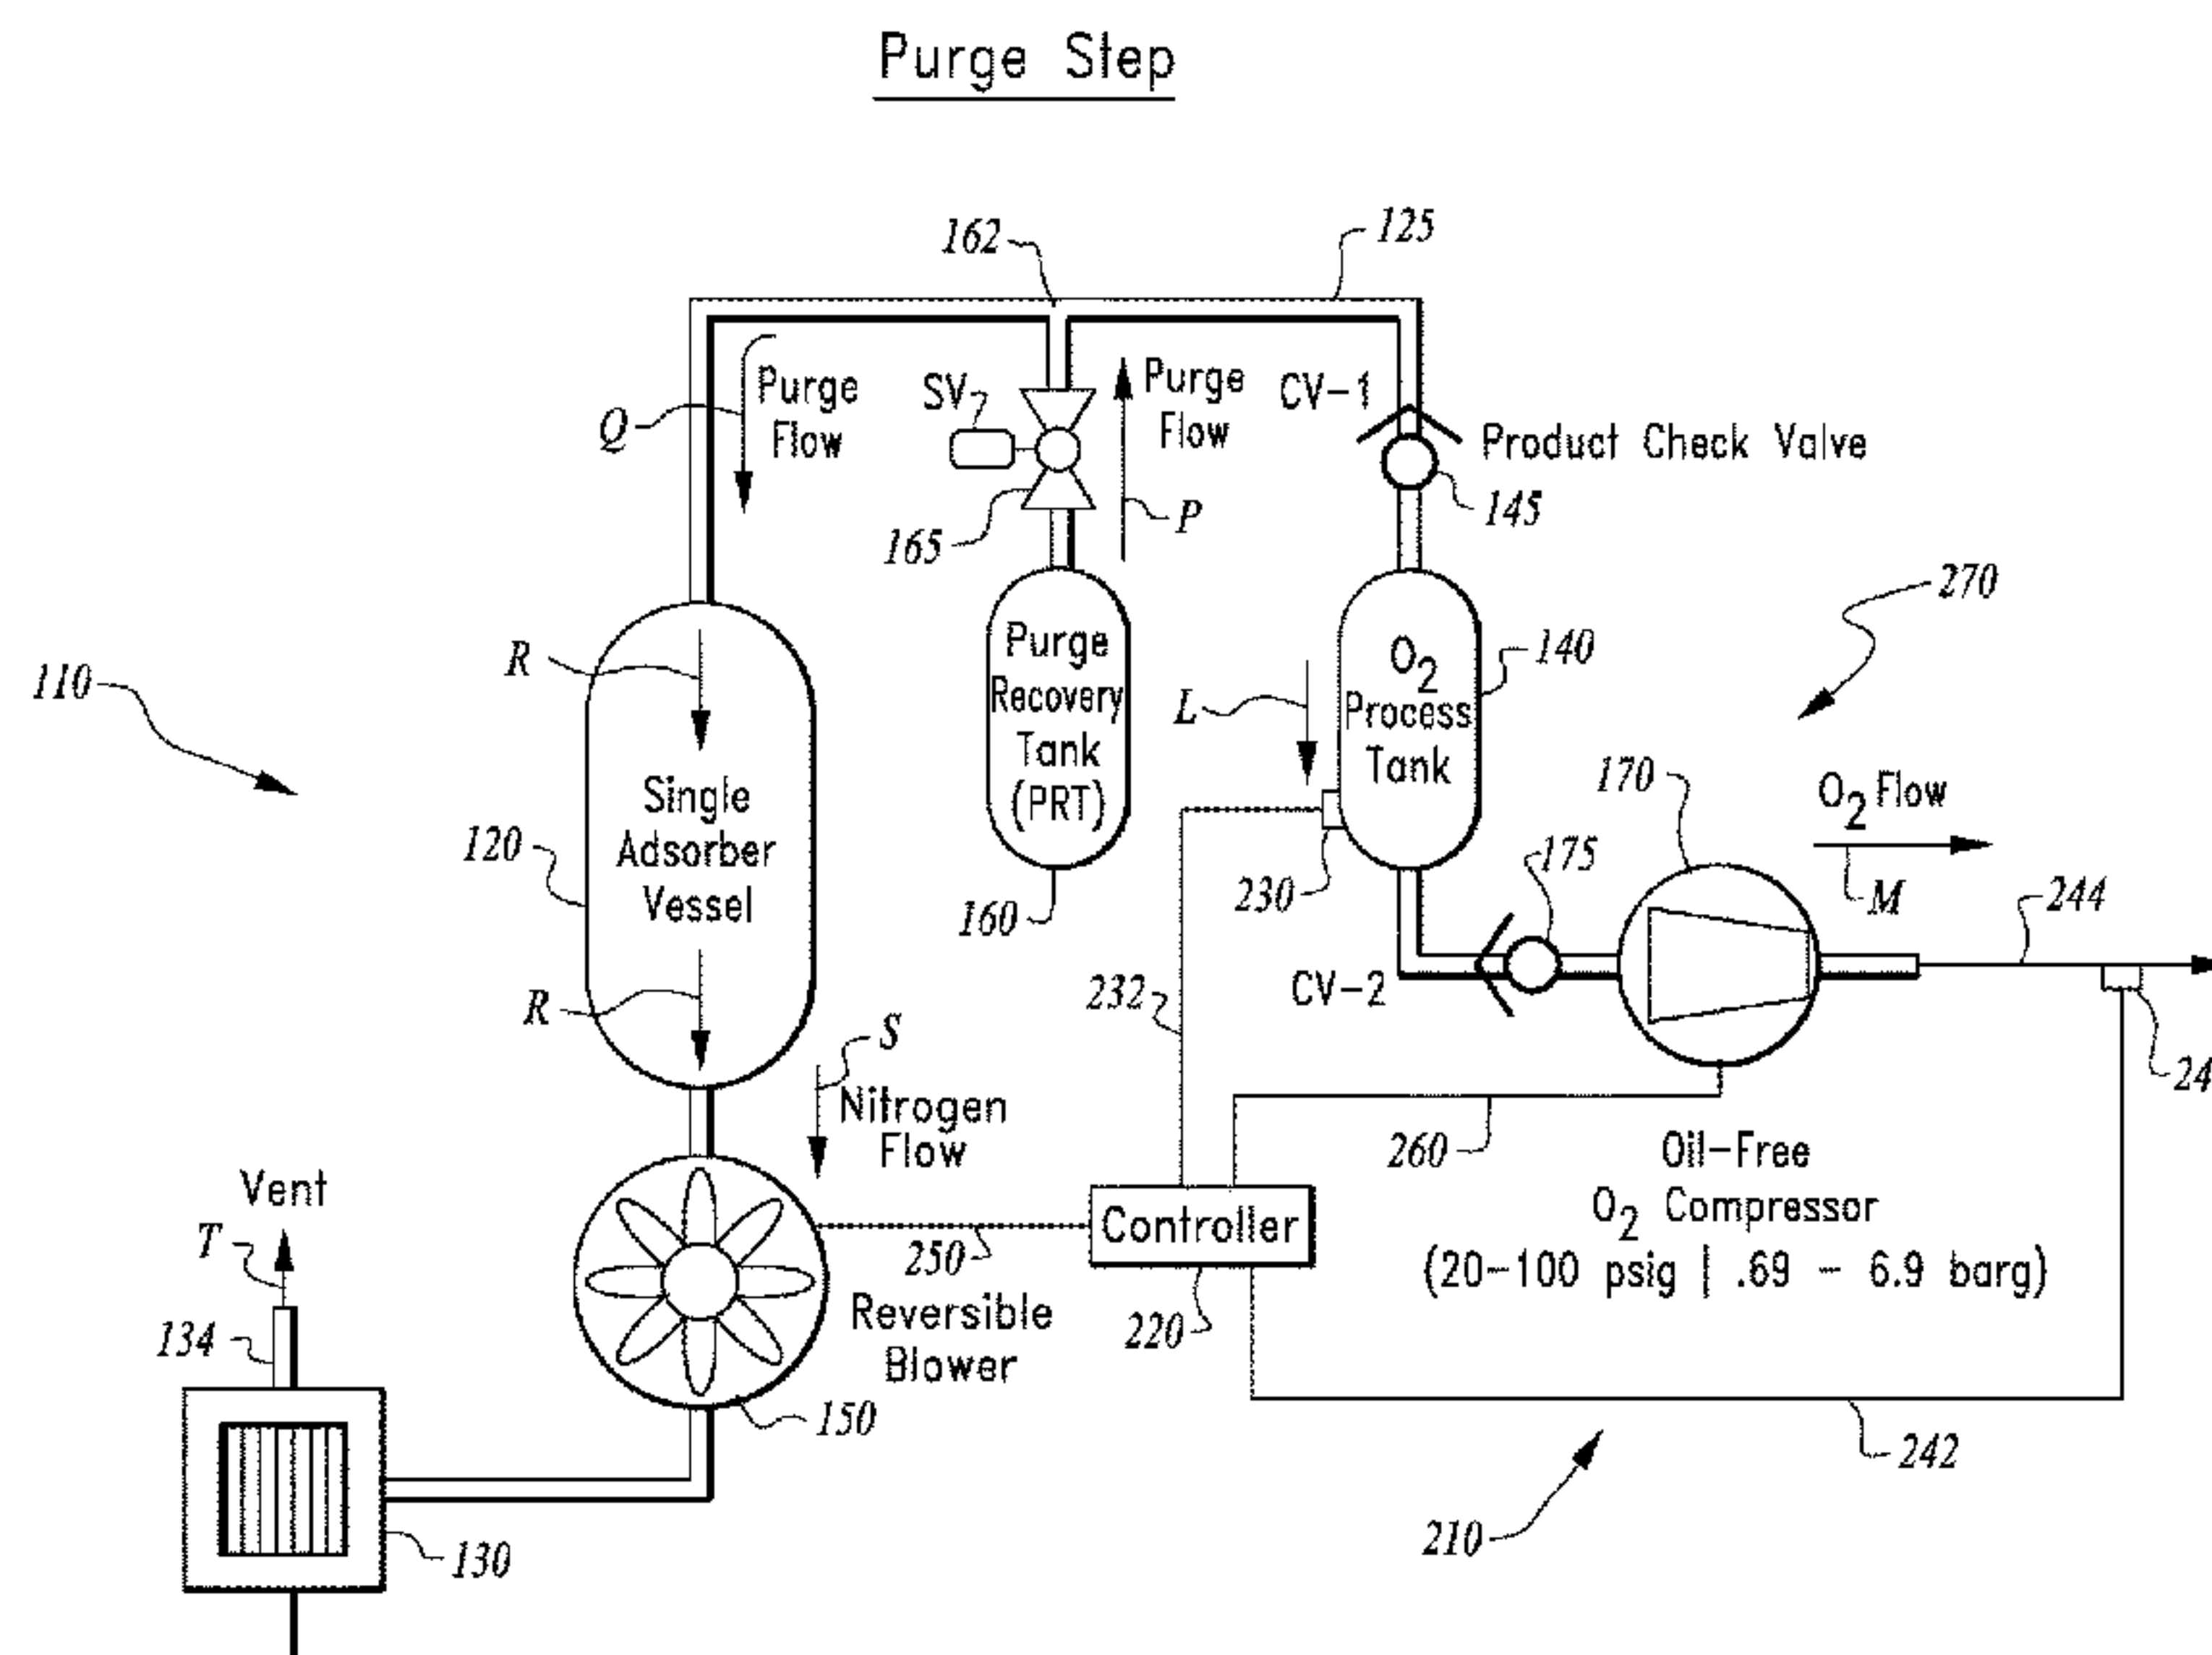 Purge Step
162
125
Q
Purge
Flow
SV
Purge
Flow
CV-1
Product Check Valve
145
165
P
270
110
R
Purge
Recovery
Tank
(PRT)
L
O2
Process
Tank
140
170
O2 Flow
Single
Adsorber
Vessel
120
160
230
175
M
244
R
232
CV-2
S
Nitrogen
Flow
24
260
Oil-Free
O2 Compressor
(20-100 psig | .69 - 6.9 barg)
Vent
T
Controller
250
Reversible
Blower
220
134
150
242
130
210